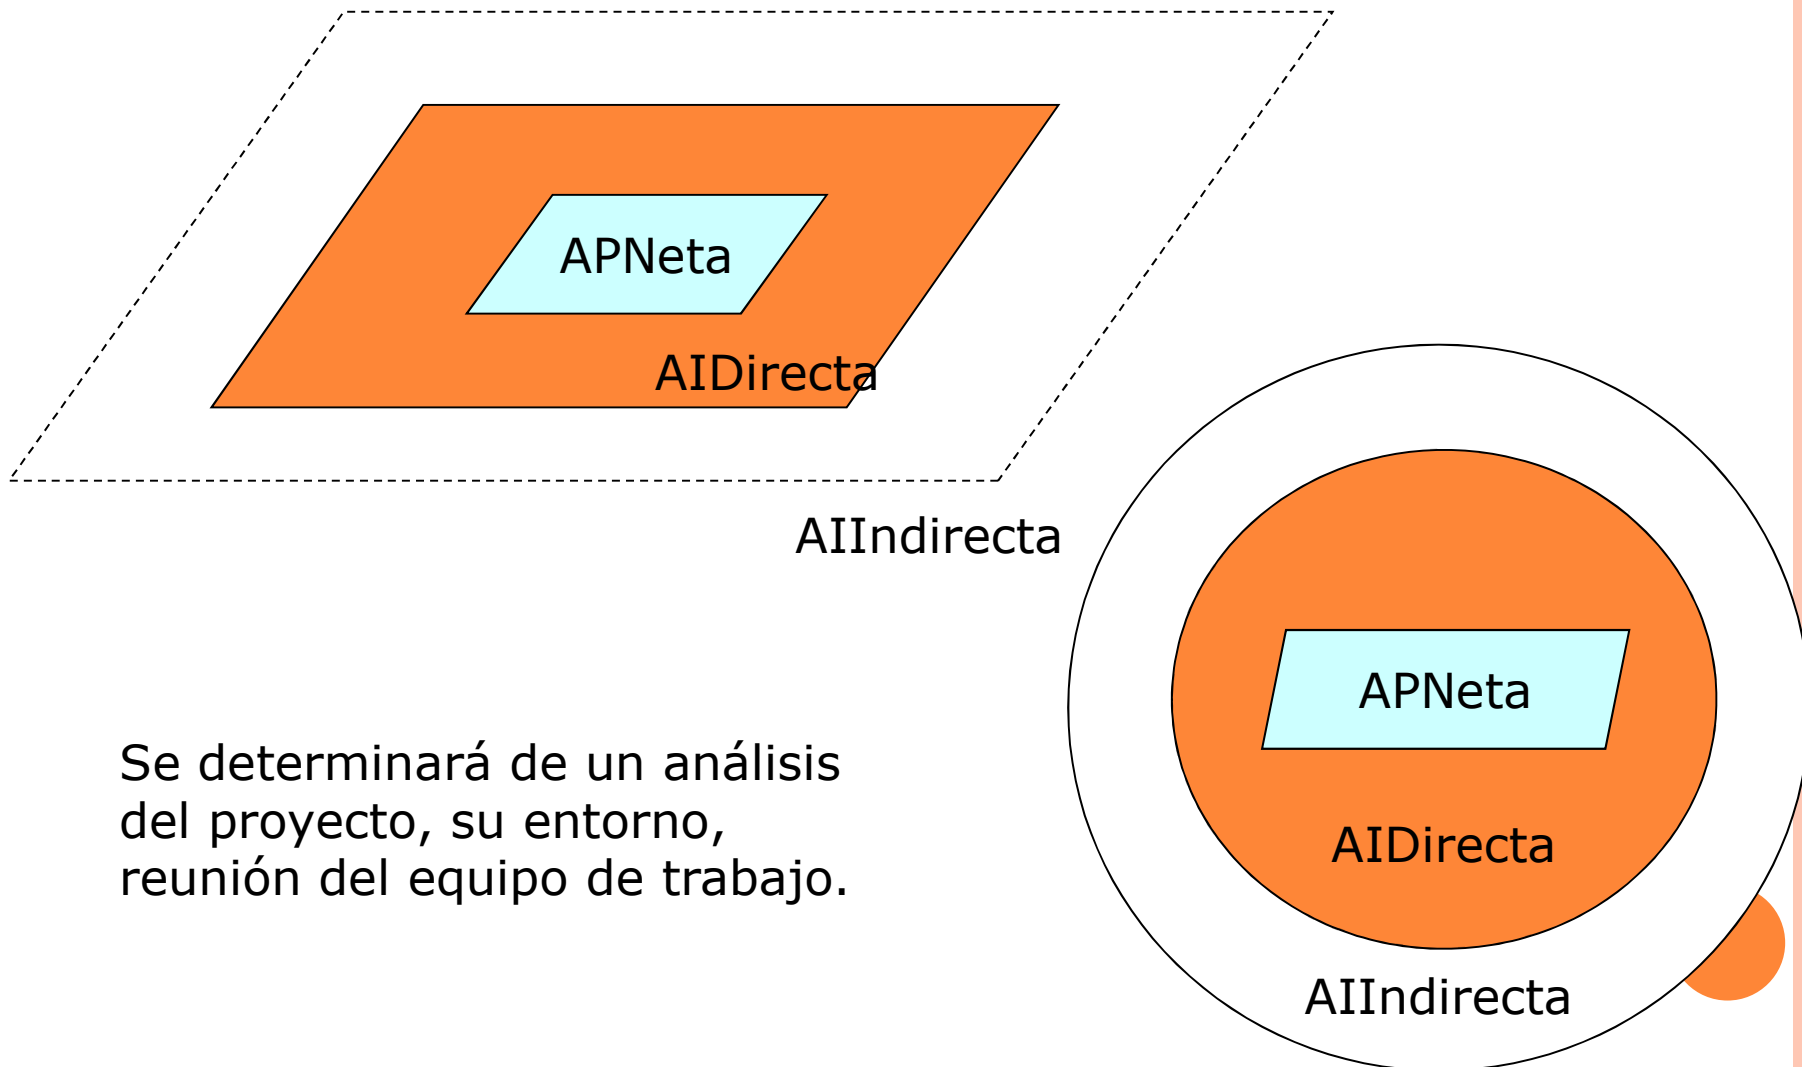 APNeta
AIDirecta
AIIndirecta
APNeta
AIDirecta
AIIndirecta
Se determinará de un análisis
del proyecto, su entorno,
reunión del equipo de trabajo.